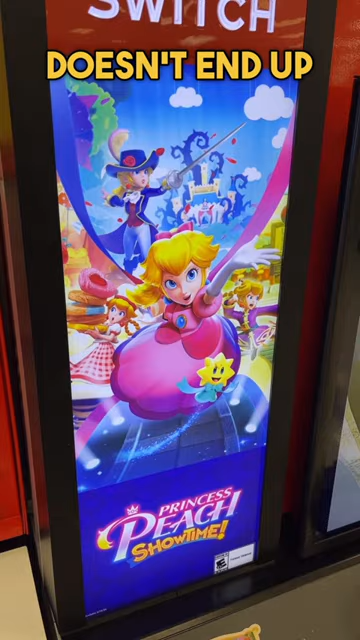 SWITCH
DOESN'T END UP
PRINCESS
PEACH
SHOWTIME!
E